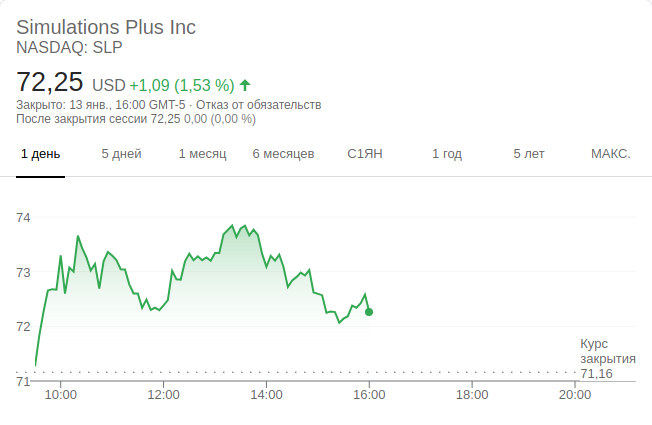 Simulations Plus Inc
NASDAQ: SLP
72,25 USD +1,09 (1,53 %)
Закрыто: 13 янв., 16:00 GMT-5 · Отказ от обязательств
После закрытия сессии 72,25 0,00 (0,00 %)
1 день 5 дней 1 месяц 6 месяцев С1ЯН 1 год 5 лет МАКС.
74
73
72
Курс
закрытия
71,16
71
10:00 12:00 14:00 16:00 18:00 20:00